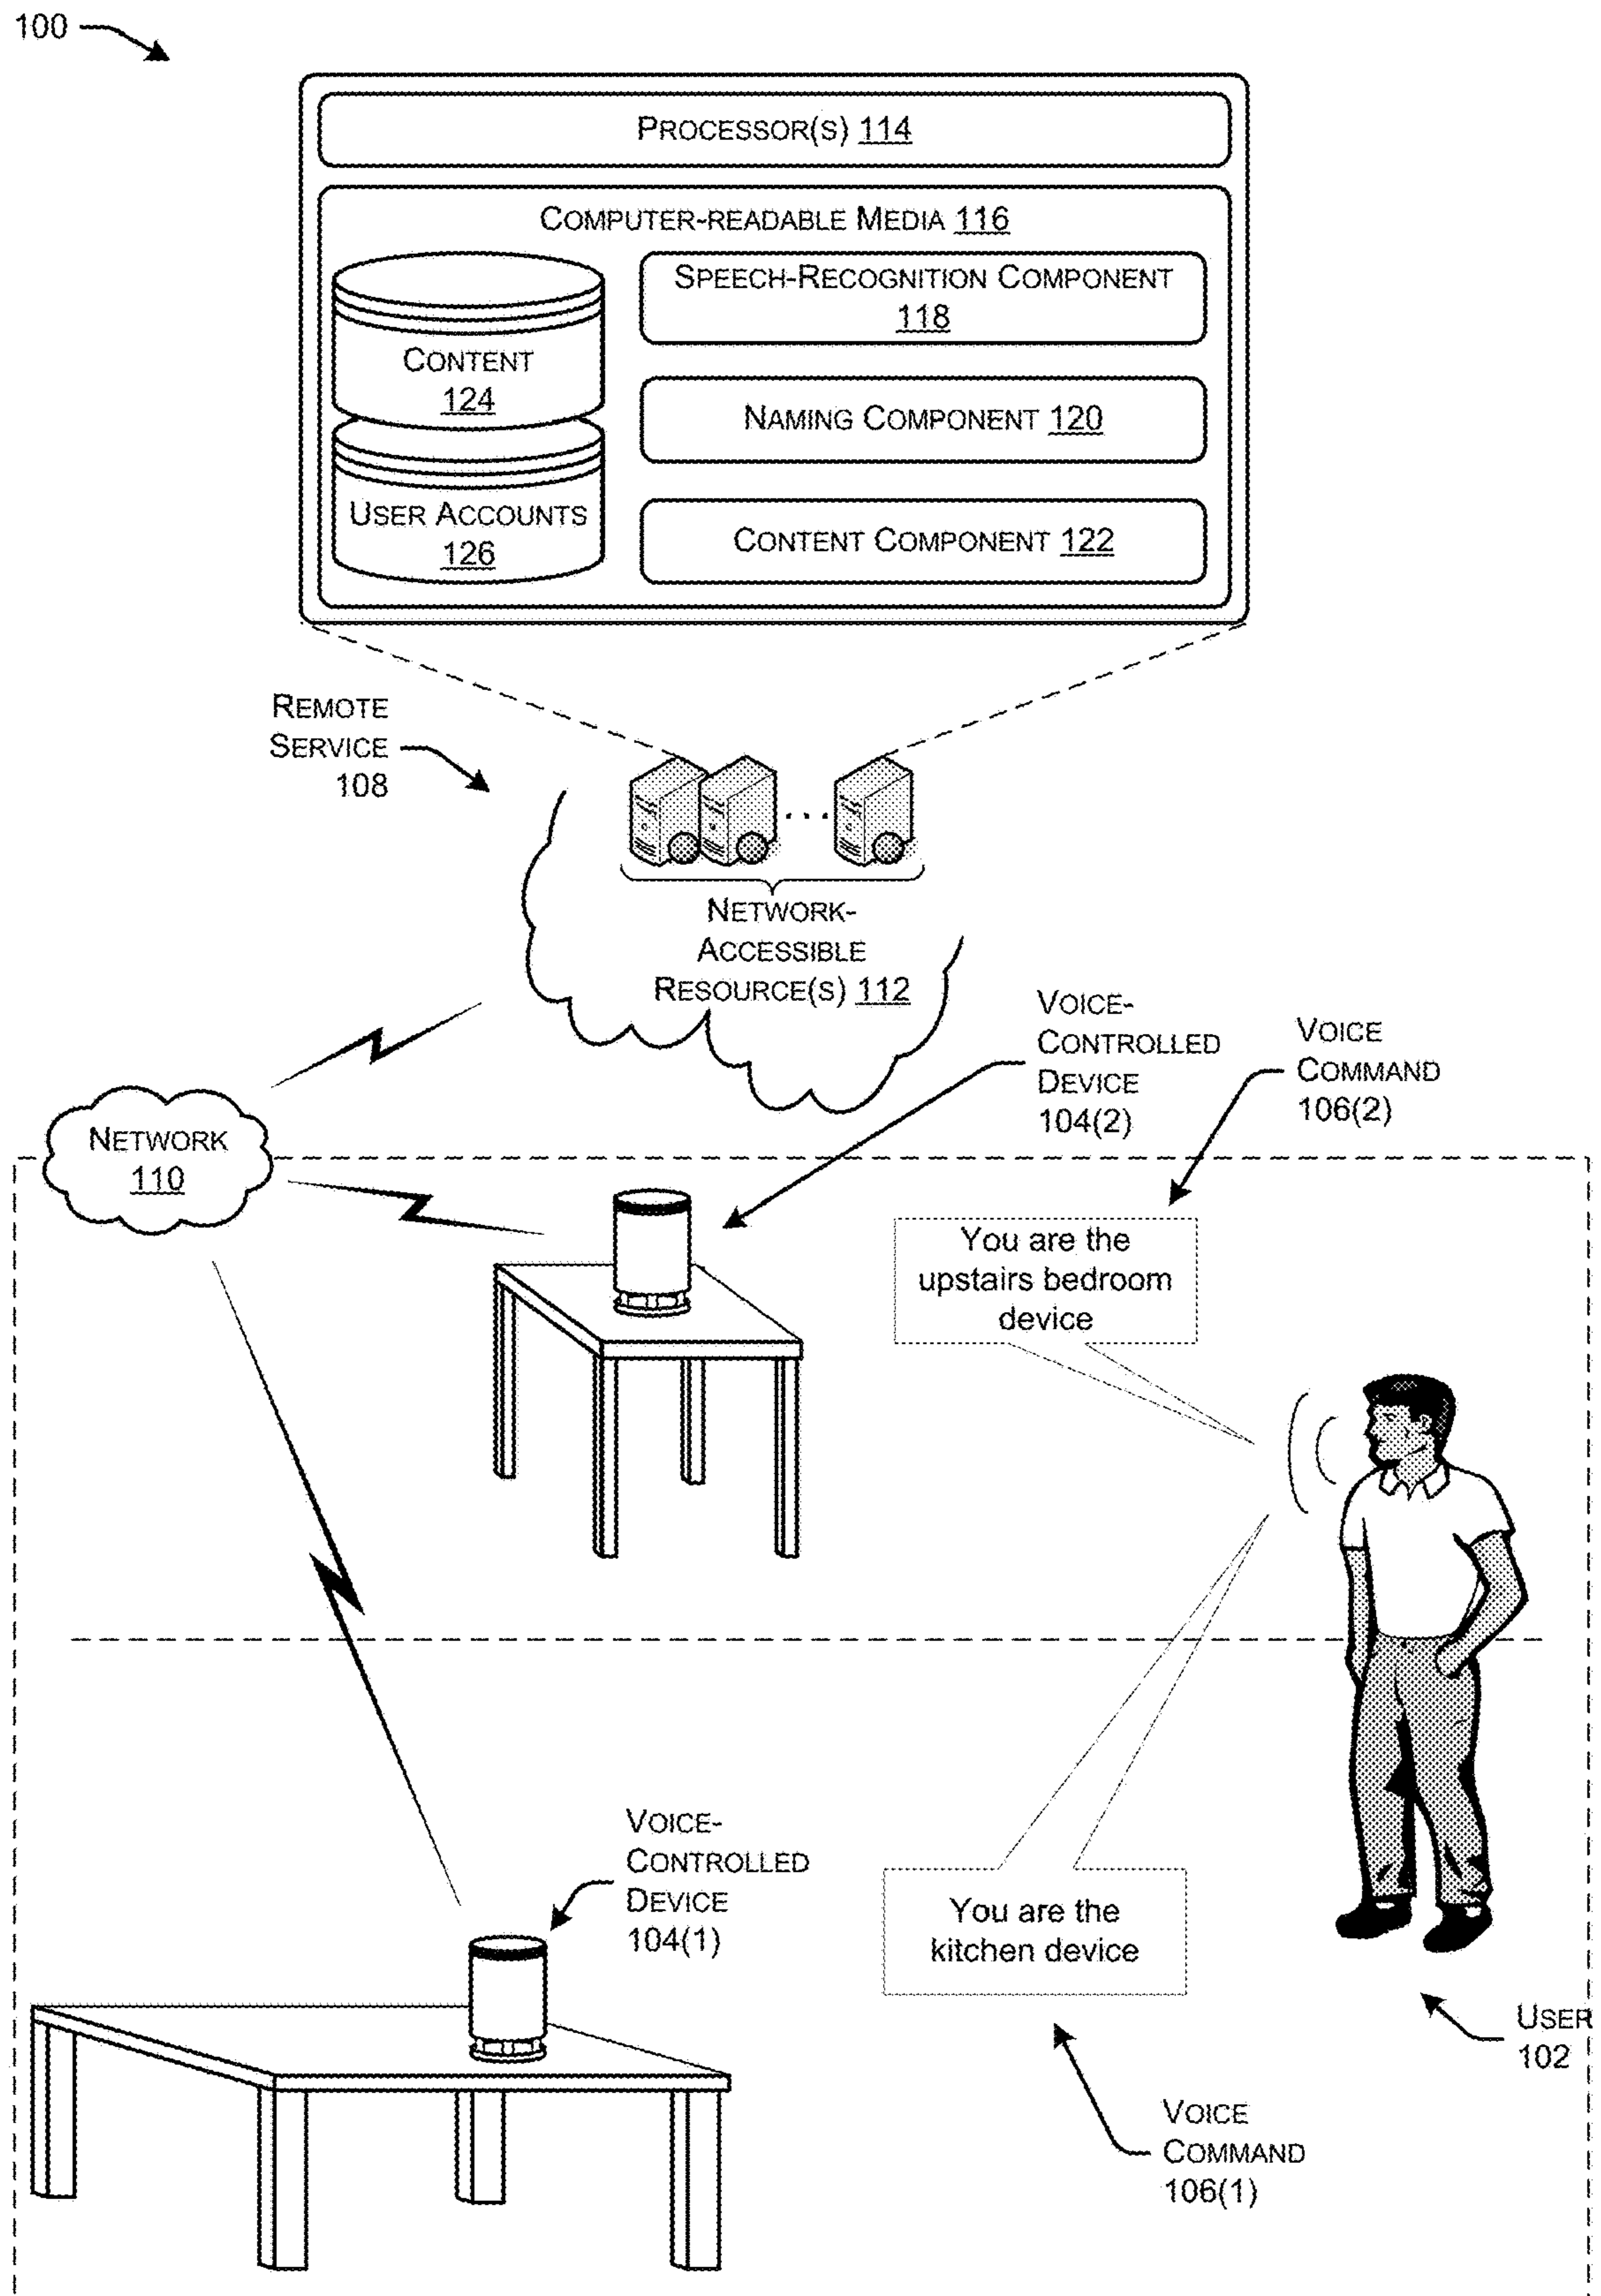 100
PROCESSOR(S) 114
COMPUTER-READABLE MEDIA 116
CONTENT
124
USER ACCOUNTS
126
SPEECH-RECOGNITION COMPONENT
118
NAMING COMPONENT 120
CONTENT COMPONENT 122
REMOTE
SERVICE
108
...
NETWORK-
ACCESSIBLE
RESOURCE(S) 112
VOICE-
CONTROLLED
DEVICE
104(2)
VOICE
COMMAND
106(2)
NETWORK
110
You are the
upstairs bedroom
device
VOICE-
CONTROLLED
DEVICE
104(1)
You are the
kitchen device
USER
102
VOICE
COMMAND
106(1)